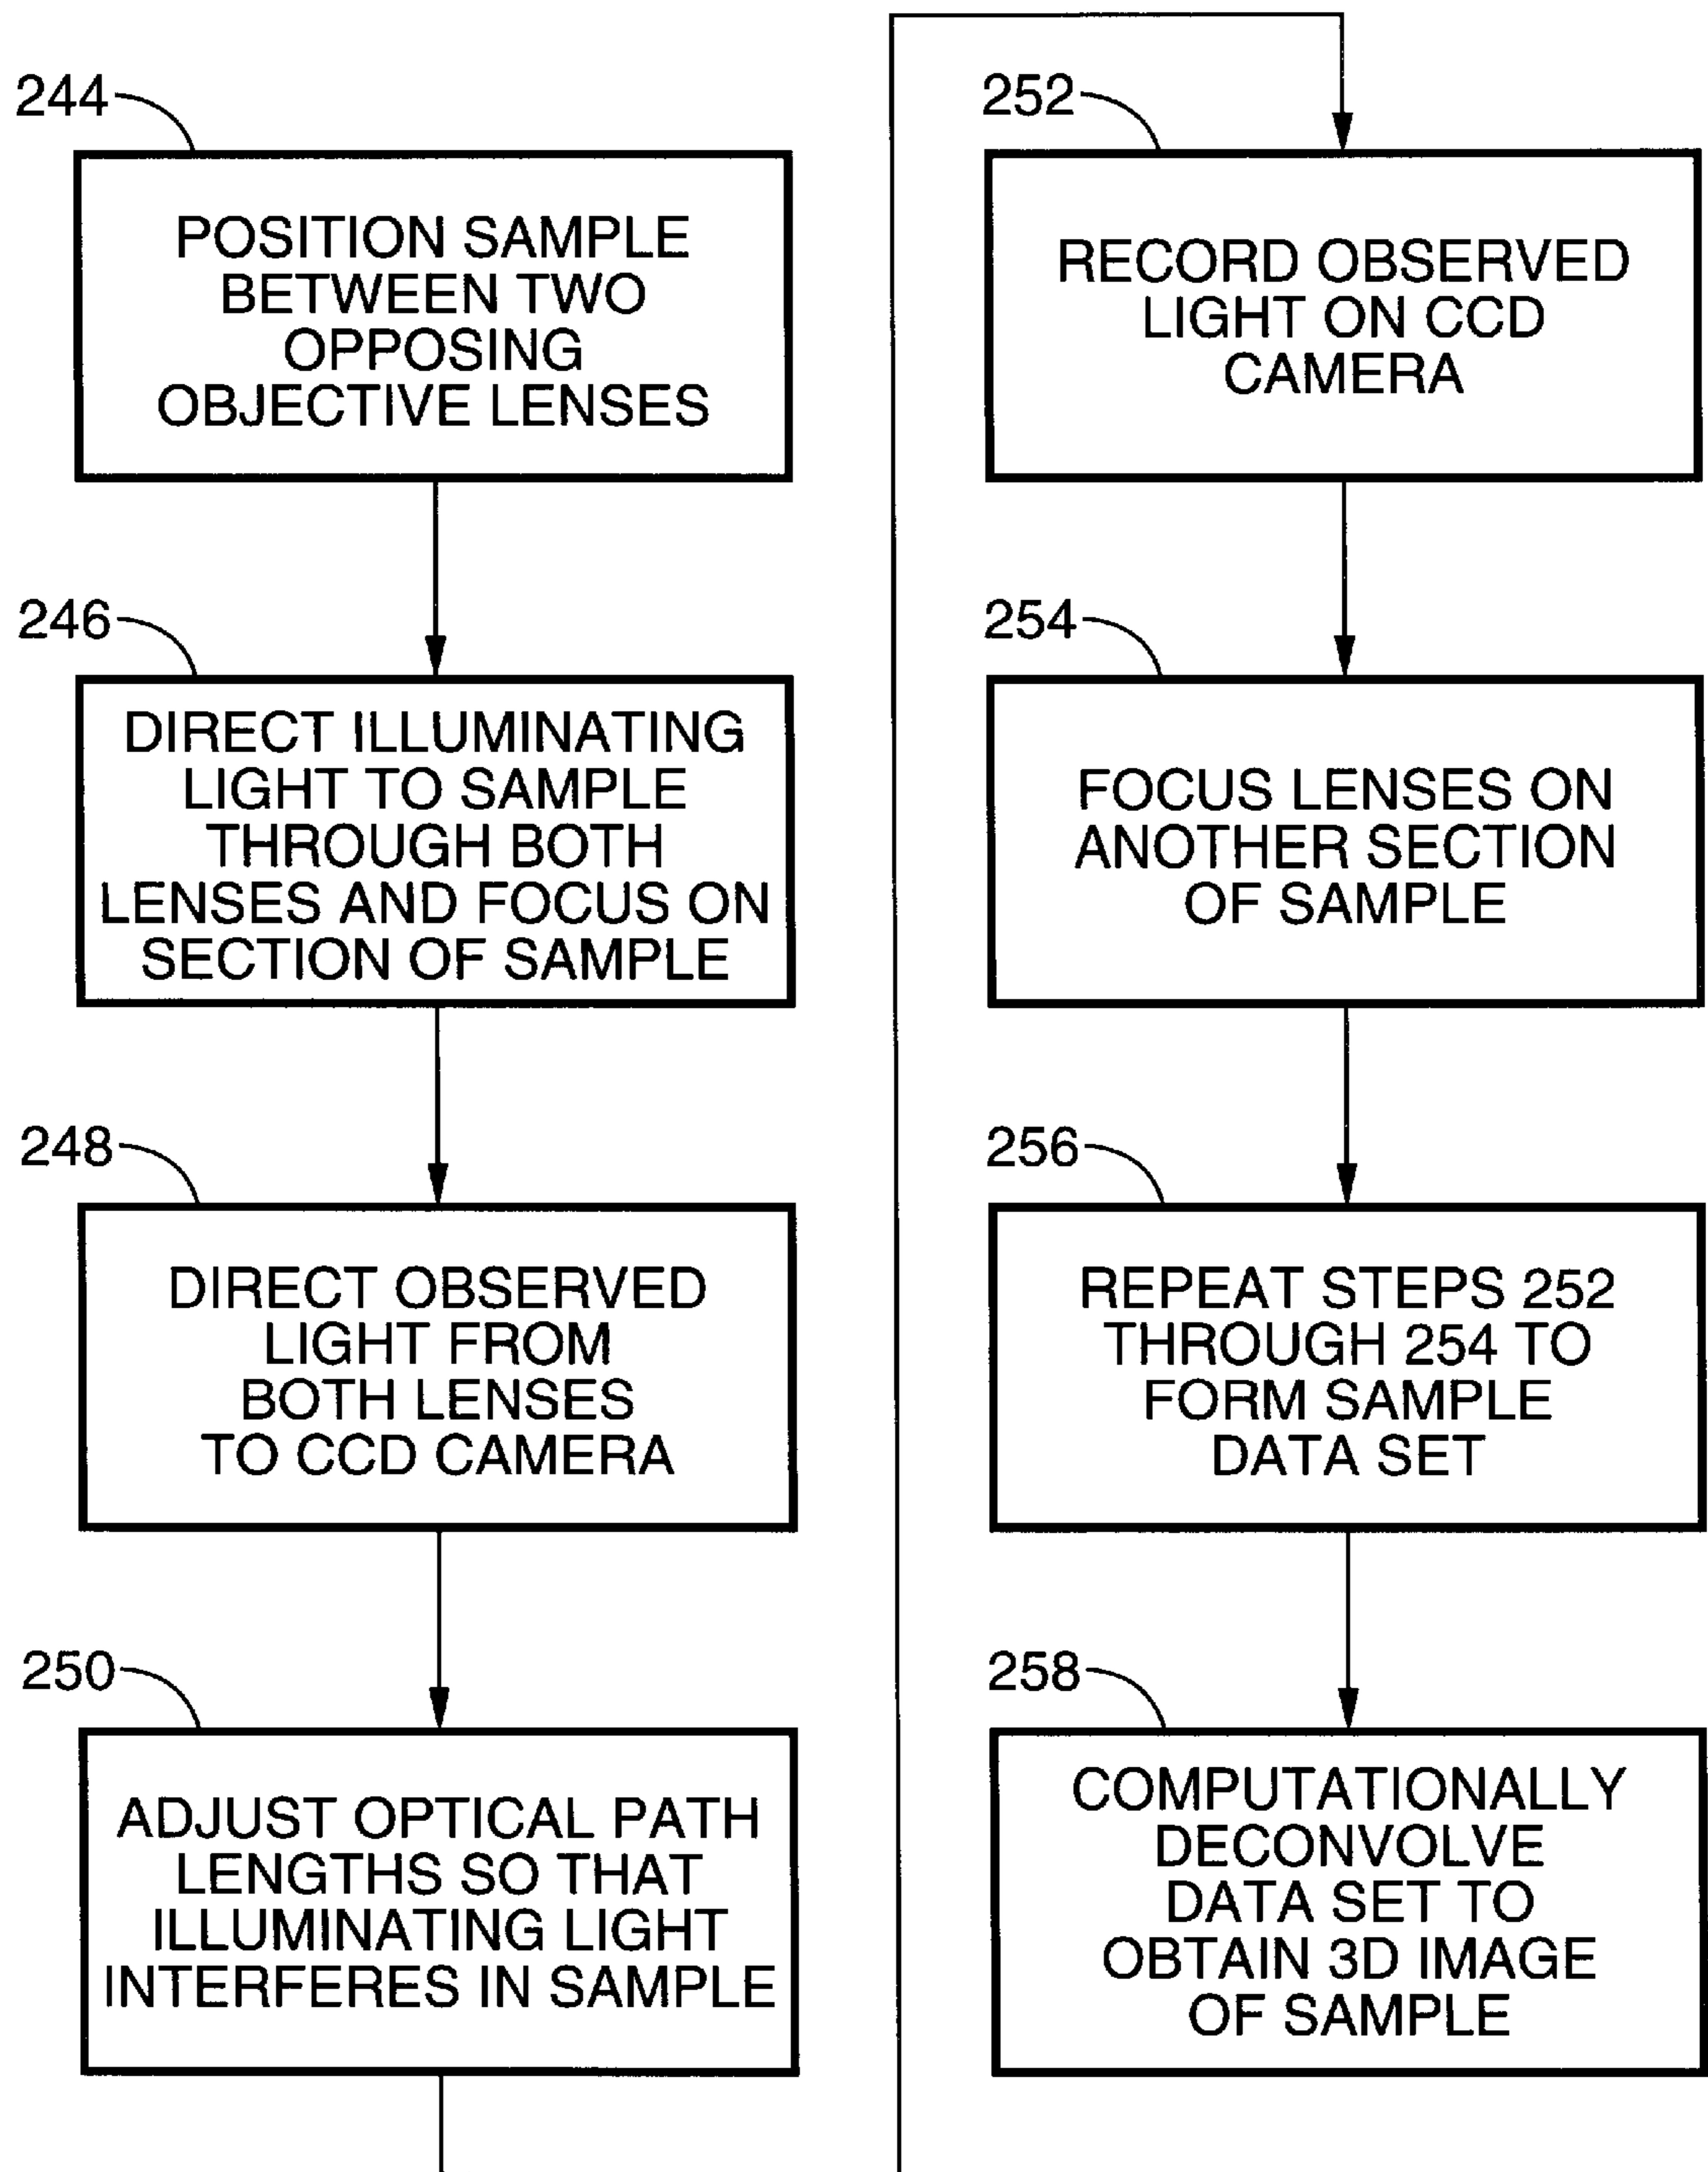 244
POSITION SAMPLE
BETWEEN TWO
OPPOSING
OBJECTIVE LENSES
246
DIRECT ILLUMINATING
LIGHT TO SAMPLE
THROUGH BOTH
LENSES AND FOCUS ON
SECTION OF SAMPLE
248
DIRECT OBSERVED
LIGHT FROM
BOTH LENSES
TO CCD CAMERA
250
ADJUST OPTICAL PATH
LENGTHS SO THAT
ILLUMINATING LIGHT
INTERFERES IN SAMPLE
252
RECORD OBSERVED
LIGHT ON CCD
CAMERA
254
FOCUS LENSES ON
ANOTHER SECTION
OF SAMPLE
256
REPEAT STEPS 252
THROUGH 254 TO
FORM SAMPLE
DATA SET
258
COMPUTATIONALLY
DECONVOLVE
DATA SET TO
OBTAIN 3D IMAGE
OF SAMPLE